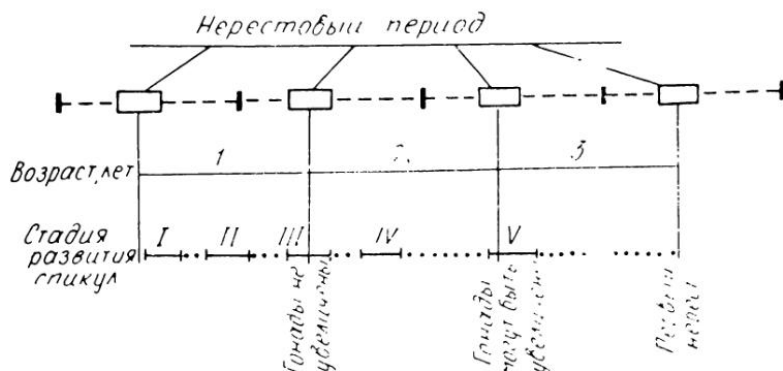 Нерестовый период
Возраст, лет
1
2
3
Стадия
развития
спикул
I
II
III
IV
V
Гонады не
увеличены
Гонады
могут быть